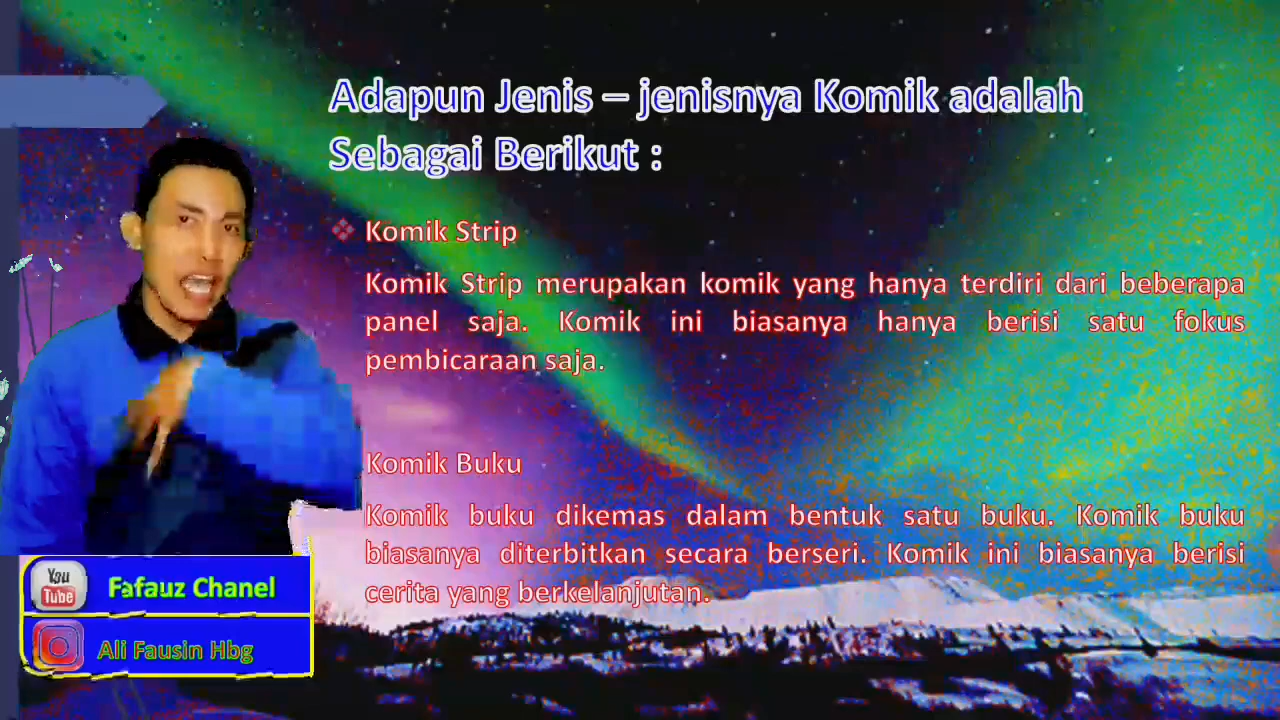 Adapun Jenis – jenisnya Komik adalah
Sebagai Berikut :
Komik Strip
Komik Strip merupakan komik yang hanya terdiri dari beberapa
panel saja. Komik ini biasanya hanya berisi satu fokus
pembicaraan saja.
Komik Buku
Komik buku dikemas dalam bentuk satu buku. Komik buku
biasanya diterbitkan secara berseri. Komik ini biasanya berisi
cerita yang berkelanjutan.
You
Tube
Fafauz Chanel
Ali Fausin Hbg